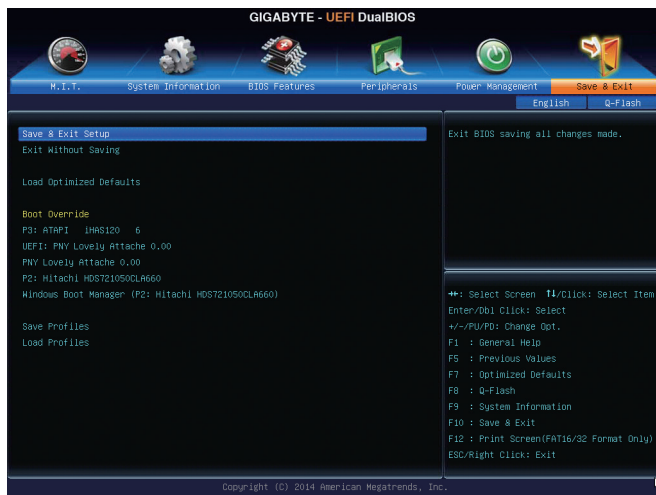 GIGABYTE - UEFI DualBIOS
M.I.T. System Information BIOS Features Peripherals Power Management Save & Exit
English Q-Flash
Save & Exit Setup
Exit Without Saving
Load Optimized Defaults
Boot Override
P3: ATAPI iHAS120 6
UEFI: PNY Lovely Attache 0.00
PNY Lovely Attache 0.00
P2: Hitachi HDS721050CLA660
Windows Boot Manager (P2: Hitachi HDS721050CLA660)
Save Profiles
Load Profiles
Exit BIOS saving all changes made.
→←: Select Screen ↑↓/Click: Select Item
Enter/Dbl Click: Select
+/-/PU/PD: Change Opt.
F1 : General Help
F5 : Previous Values
F7 : Optimized Defaults
F8 : Q-Flash
F9 : System Information
F10 : Save & Exit
F12 : Print Screen(FAT16/32 Format Only)
ESC/Right Click: Exit
Copyright (C) 2014 American Megatrends, Inc.